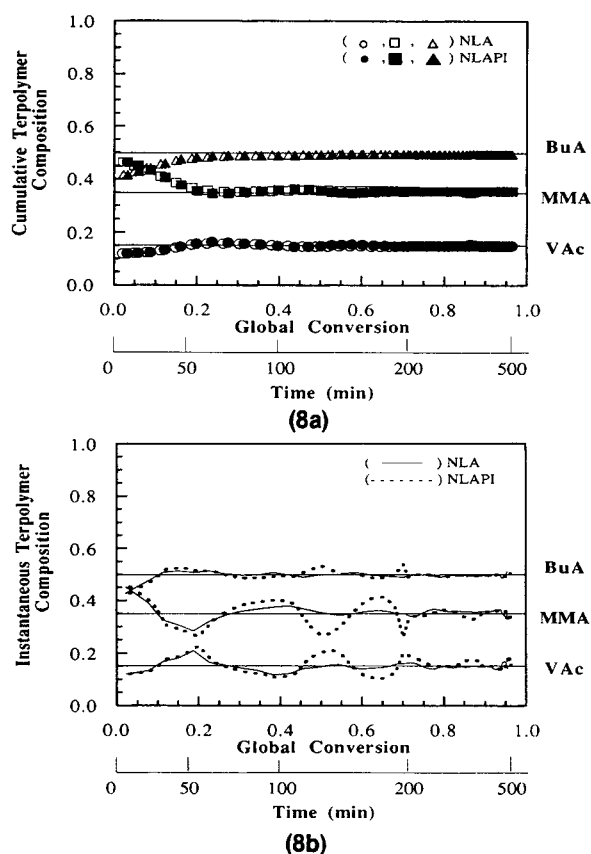 1.0
0.8
0.6
0.4
0.2
0.0
Cumulative Terpolymer
Composition
( ○ , □ , △ ) NLA
( ● , ■ , ▲ ) NLAPI
BuA
MMA
VAc
0.0 0.2 0.4 0.6 0.8 1.0
Global Conversion
0 50 100 200 500
Time (min)
(8a)
1.0
0.8
0.6
0.4
0.2
0.0
Instantaneous Terpolymer
Composition
( —— ) NLA
( - - - - ) NLAPI
BuA
MMA
VAc
0.0 0.2 0.4 0.6 0.8 1.0
Global Conversion
0 50 100 200 500
Time (min)
(8b)